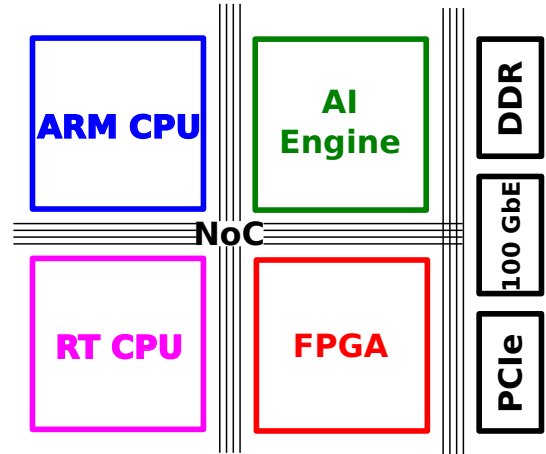 ARM CPU
AI
Engine
DDR
100 GbE
NoC
RT CPU
FPGA
PCIe